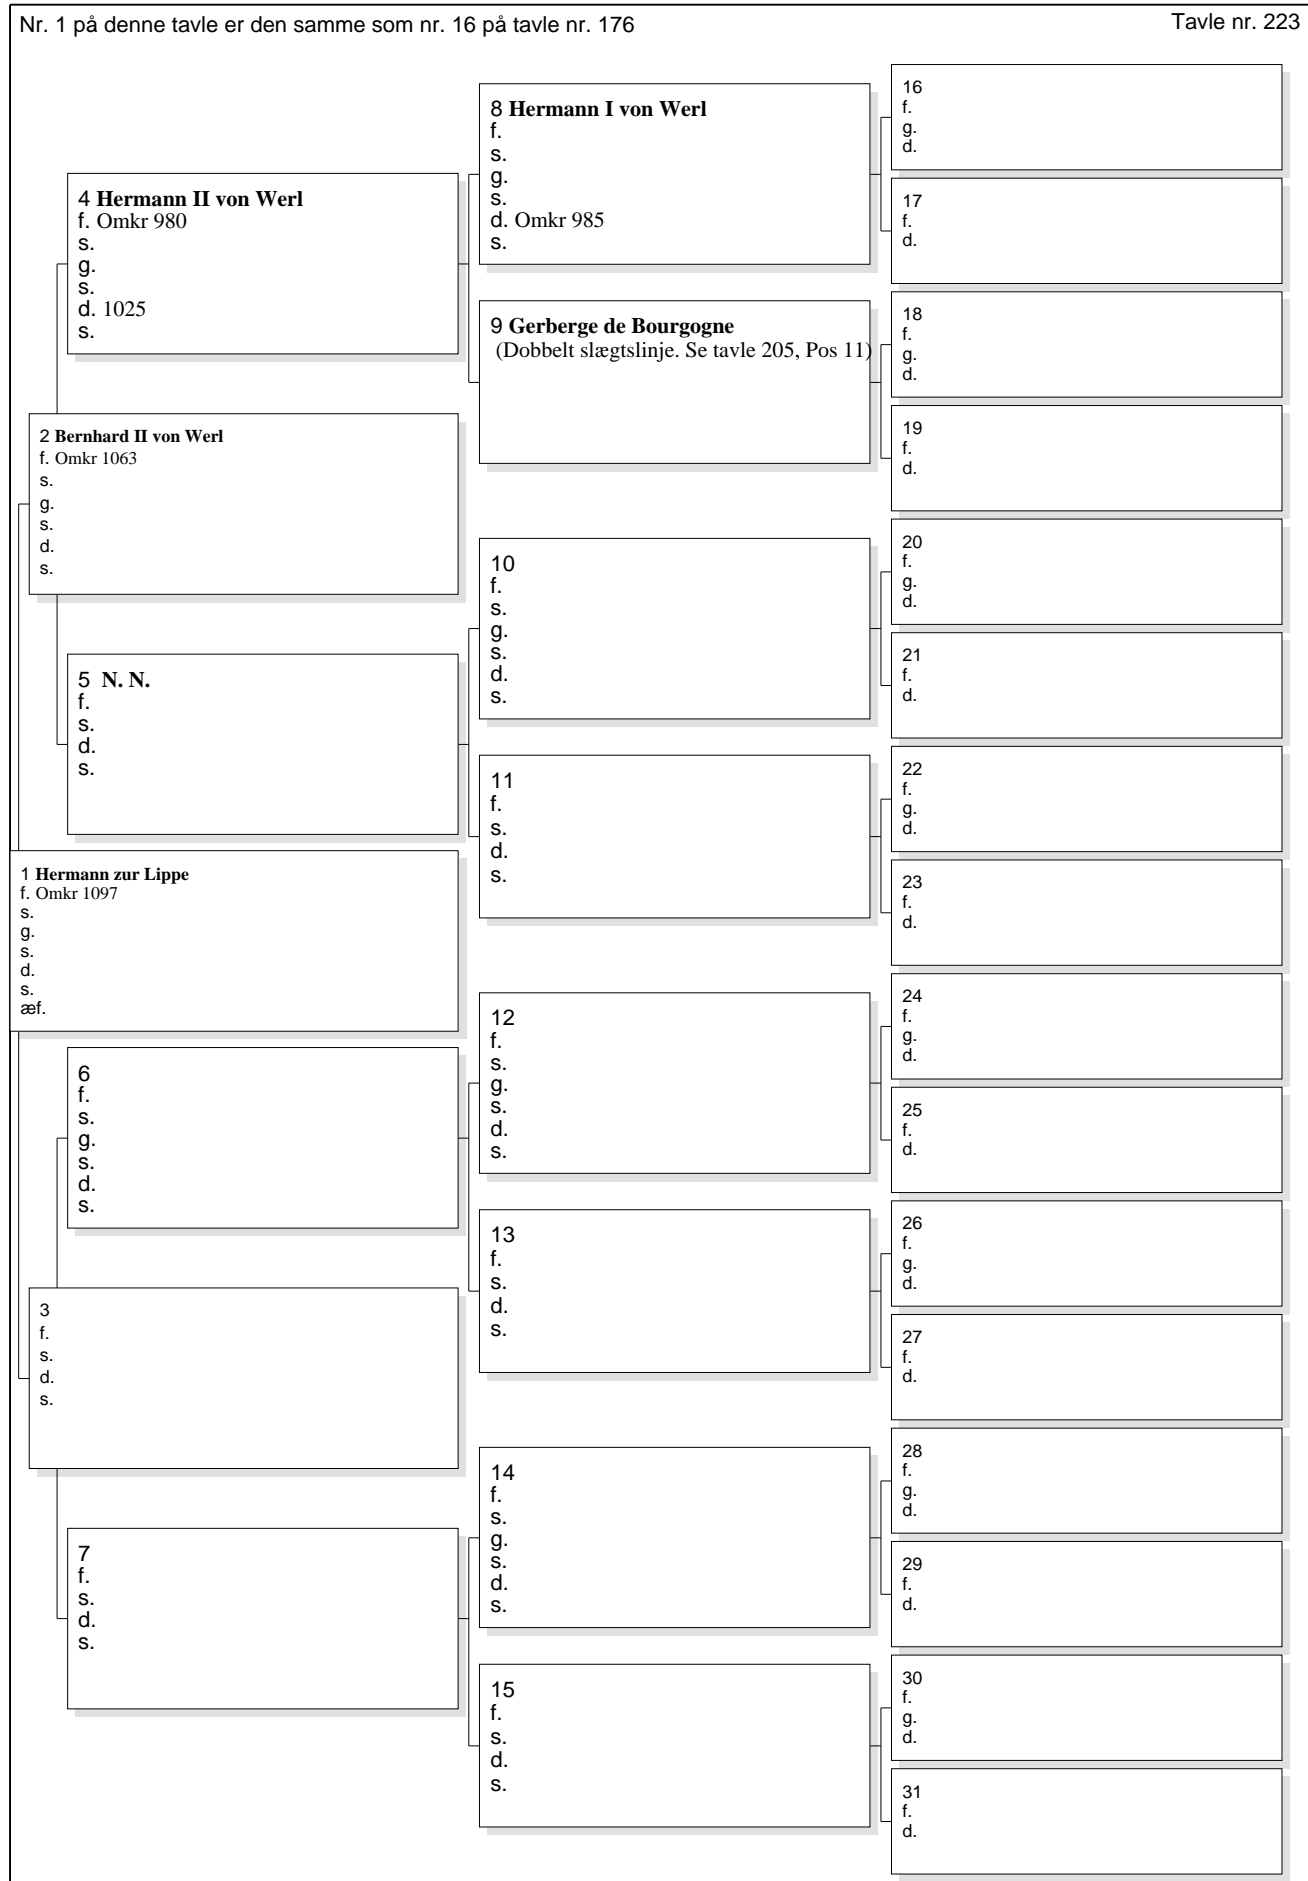 Nr. 1 på denne tavle er den samme som nr. 16 på tavle nr. 176
Tavle nr. 223
8 Hermann I von Werl
f.
s.
g.
s.
d. Omkr 985
s.
4 Hermann II von Werl
f. Omkr 980
s.
g.
s.
d. 1025
s.
9 Gerberge de Bourgogne
(Dobbelt slægtslinje. Se tavle 205, Pos 11)
2 Bernhard II von Werl
f. Omkr 1063
s.
g.
s.
d.
s.
10
f.
s.
g.
s.
d.
s.
5 N. N.
f.
s.
d.
s.
11
f.
s.
d.
s.
1 Hermann zur Lippe
f. Omkr 1097
s.
g.
s.
d.
s.
æf.
12
f.
s.
g.
s.
d.
s.
6
f.
s.
g.
s.
d.
s.
13
f.
s.
d.
s.
3
f.
s.
d.
s.
14
f.
s.
g.
s.
d.
s.
7
f.
s.
d.
s.
15
f.
s.
d.
s.
16
f.
g.
d.
17
f.
d.
18
f.
g.
d.
19
f.
d.
20
f.
g.
d.
21
f.
d.
22
f.
g.
d.
23
f.
d.
24
f.
g.
d.
25
f.
d.
26
f.
g.
d.
27
f.
d.
28
f.
g.
d.
29
f.
d.
30
f.
g.
d.
31
f.
d.